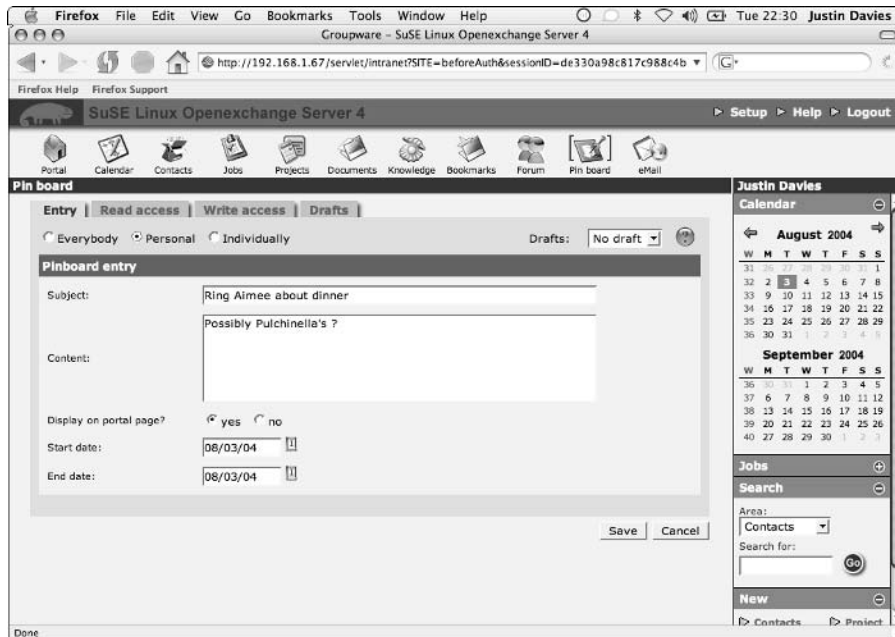 Firefox File Edit View Go Bookmarks Tools Window Help Tue 22:30 Justin Davies
Groupware – SuSE Linux Openexchange Server 4
http://192.168.1.67/servlet/intranet?SITE=beforeAuth&sessionID=de330a98c817c988c4b
Firefox Help Firefox Support
SuSE Linux Openexchange Server 4 Setup Help Logout
Portal Calendar Contacts Jobs Projects Documents Knowledge Bookmarks Forum Pin board eMail
Pin board
Entry | Read access | Write access | Drafts |
Everybody Personal Individually Drafts: No draft ?
Pinboard entry
Subject: Ring Aimee about dinner
Content: Possibly Pulchinella's ?
Display on portal page? yes no
Start date: 08/03/04
End date: 08/03/04
Save Cancel
Justin Davies
Calendar
August 2004
W M T W T F S S
31 26 27 28 29 30 31 1
32 2 3 4 5 6 7 8
33 9 10 11 12 13 14 15
34 16 17 18 19 20 21 22
35 23 24 25 26 27 28 29
36 30 31 1 2 3 4 5
September 2004
W M T W T F S S
36 30 31 1 2 3 4 5
37 6 7 8 9 10 11 12
38 13 14 15 16 17 18 19
39 20 21 22 23 24 25 26
40 27 28 29 30 1 2 3
Jobs
Search
Area:
Contacts
Search for:
Go
New
Contacts Project
Done